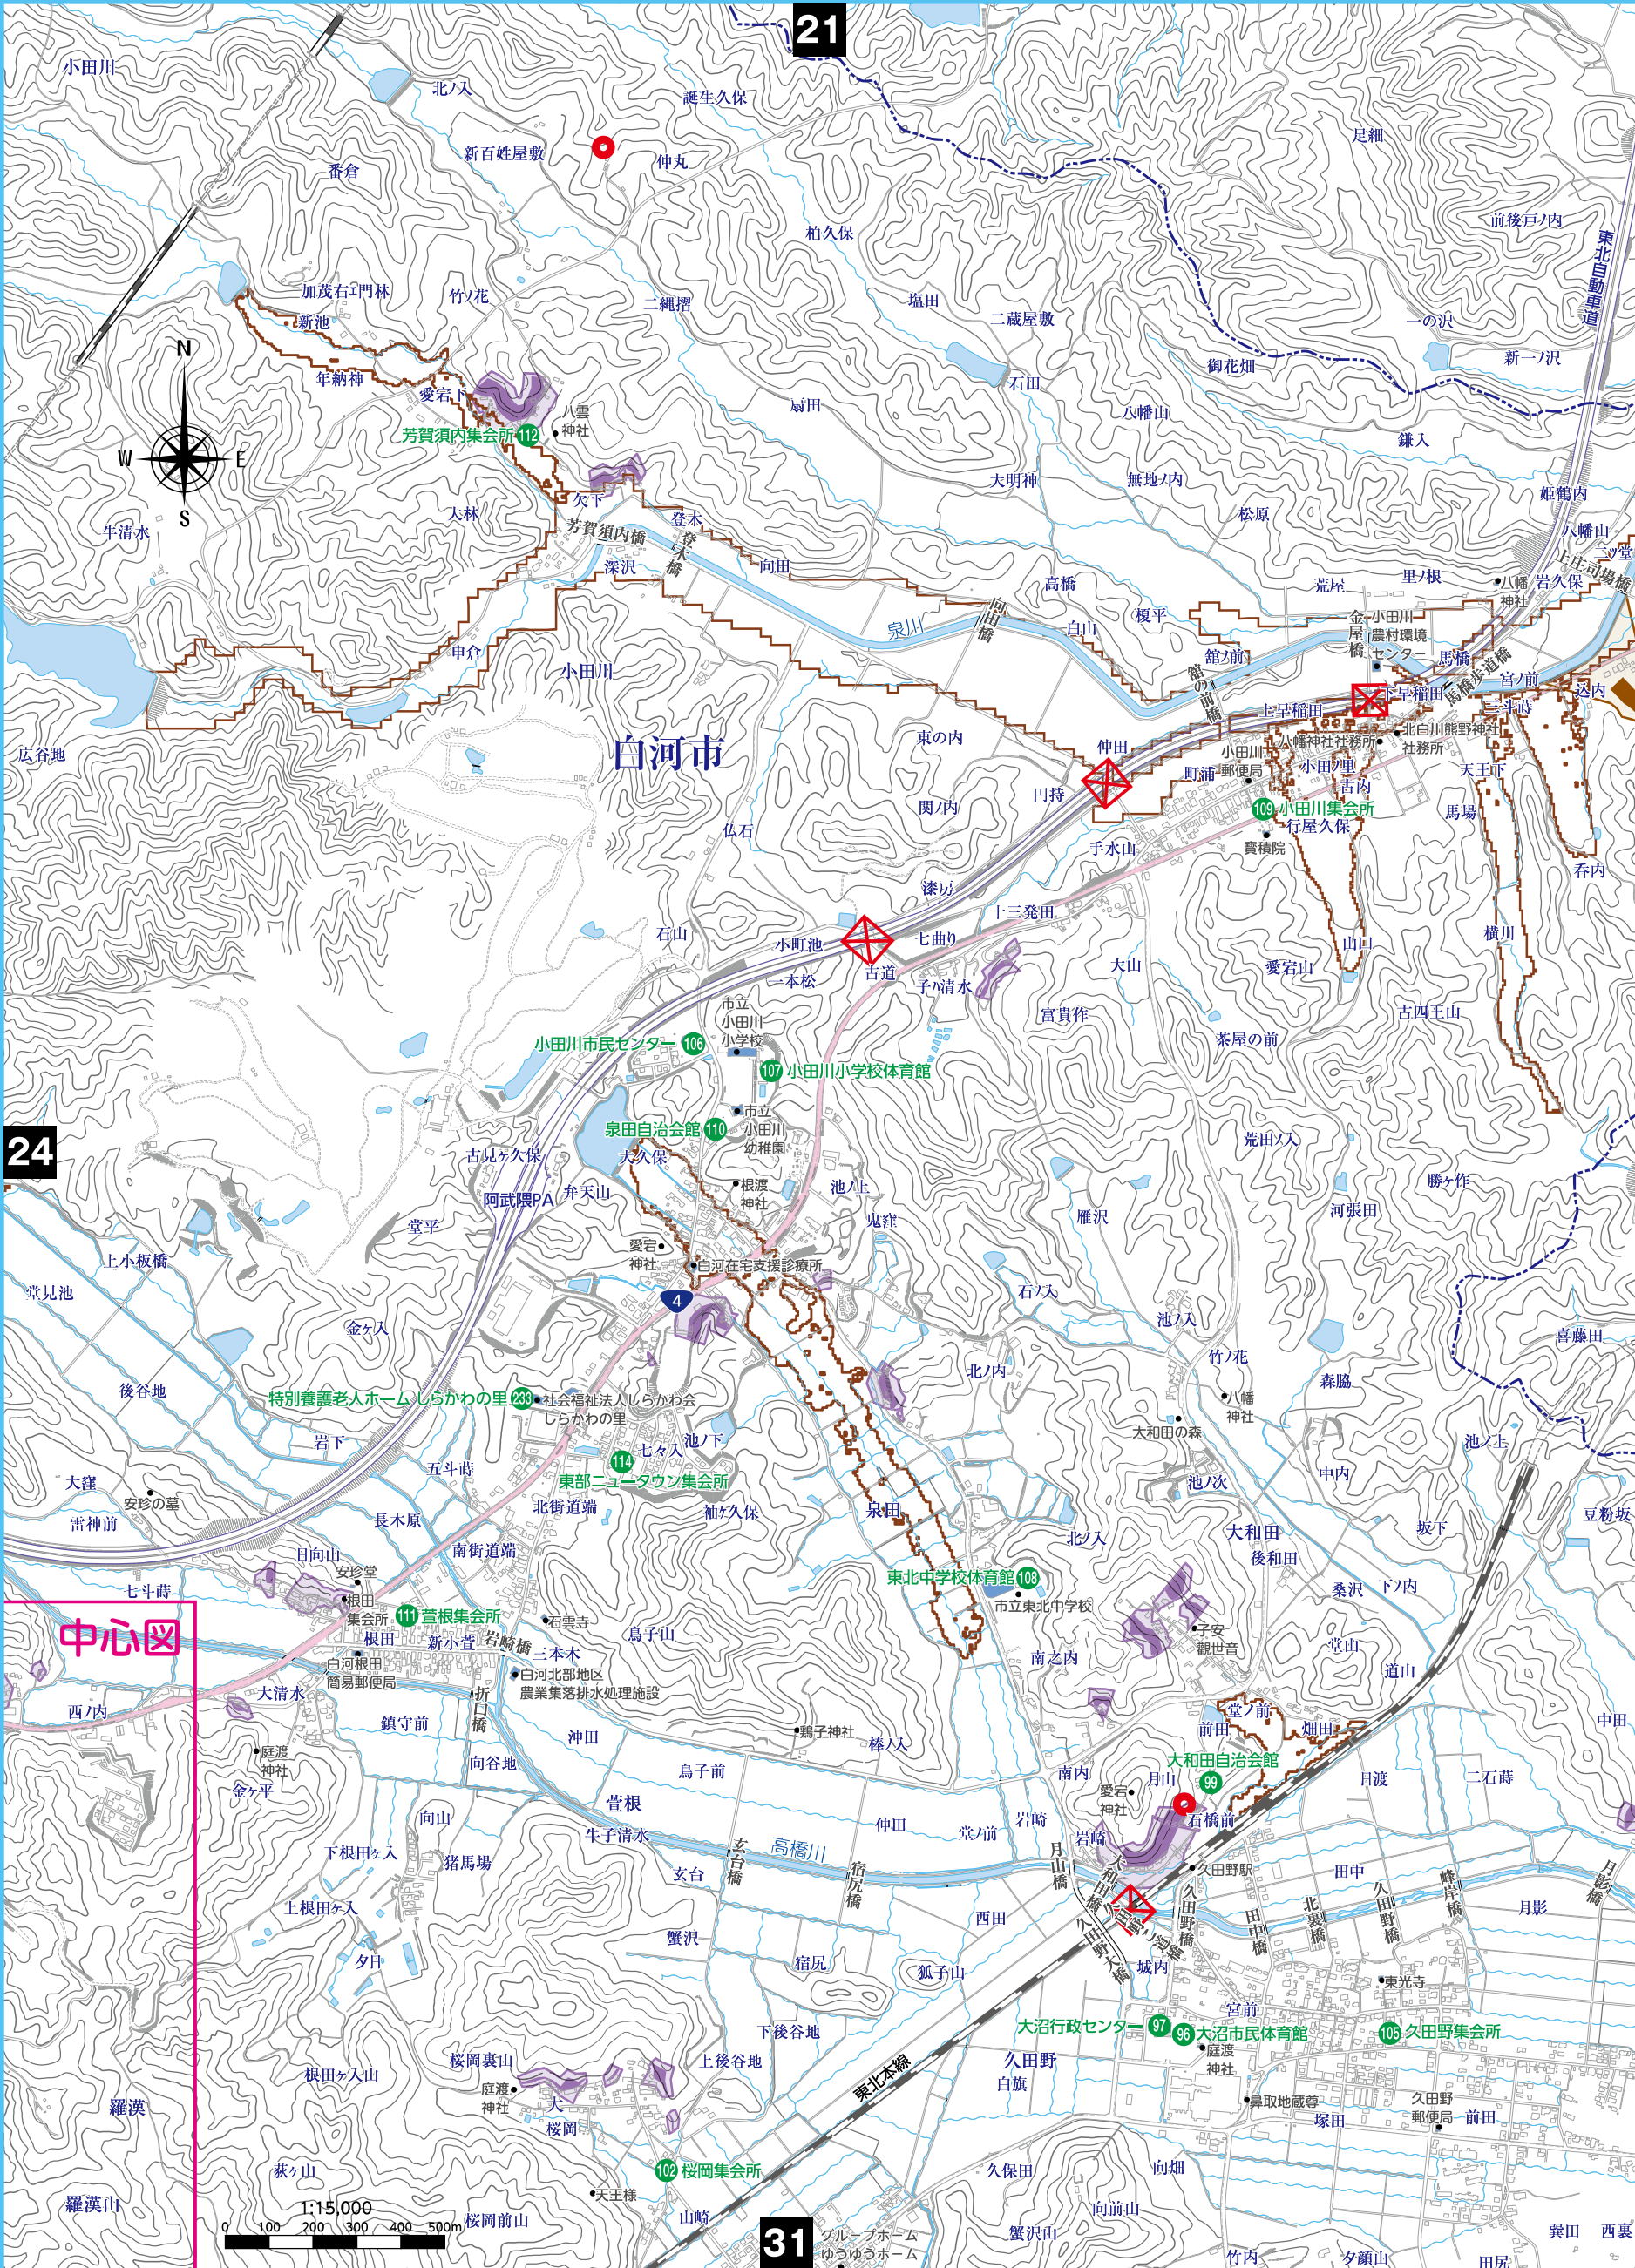 21
小田川
北ノ入
誕生久保
新百姓屋敷
仲丸
番倉
足細
柏久保
前後戸ノ内
東北自動車道
加茂右エ門林
竹ノ花
新池
二縄摺
塩田
二蔵屋敷
一の沢
新一ノ沢
N
W
E
S
年納神
愛宕下
石田
御花畑
扇田
八幡山
八雲
神社
芳賀須内集会所
112
鎌入
大明神
無地ノ内
姫鶴内
欠下
大林
登木
松原
八幡山
牛清水
芳賀須内橋
登木橋
二ツ堂
上庄司場橋
深沢
向田
高橋
荒屋
里ノ根
八幡
神社
岩久保
向田橋
榎平
金屋橋
小田川
農村環境
センター
泉川
白山
申介
小田川
舘ノ前
舘の前橋
馬橋
馬橋歩道橋
宮ノ前
込内
下早稲田
三斗蒔
上早稲田
広谷地
白河市
東の内
仲田
小田川
郵便局
八幡神社社務所
北白川熊野神社
社務所
町浦
小田ノ里
古内
天王下
円持
関ノ内
109
小田川集会所
行屋久保
馬場
仏石
寳積院
手水山
呑内
漆房
十三発田
石山
小町池
七曲り
横川
山口
古道
一本松
子ハ清水
大山
愛宕山
市立
小田川
小学校
富貴作
古四王山
小田川市民センター
106
茶屋の前
107
小田川小学校体育館
市立
小田川
幼稚園
泉田自治会館
110
24
荒田ノ入
古見ヶ久保
大久保
勝ヶ作
阿武隈PA
弁天山
根渡
神社
池ノ上
河張田
堂平
鬼窪
雁沢
愛宕
神社
上小板橋
白河在宅支援診療所
堂見池
石ノ入
4
金ヶ入
池ノ入
喜藤田
竹ノ花
北ノ内
後谷地
特別養護老人ホーム しらかわの里
233
社会福祉法人しらかわ会
しらかわの里
森脇
八幡
神社
大和田の森
岩下
七々入
池ノ下
池ノ上
114
東部ニュータウン集会所
五斗蒔
中内
大窪
安珍の墓
池ノ次
雷神前
北街道端
袖ケ久保
泉田
長木原
大和田
坂下
豆粉坂
北ノ入
後和田
日向山
南街道端
安珍堂
東北中学校体育館
108
七斗蒔
桑沢
下ノ内
根田
集会所
111
萱根集会所
市立東北中学校
石雲寺
中心図
子安
觀世音
鳥子山
根田
新小萱
岩崎橋
三本木
堂山
南之内
白河根田
簡易郵便局
白河北部地区
農業集落排水処理施設
道山
大清水
折口橋
西ノ内
鎮守前
堂ノ前
前田
畑田
中田
沖田
鶏子神社
棒ノ入
庭渡
神社
大和田自治会館
99
向谷地
鳥子前
南内
月山
日渡
二石蒔
金ヶ平
愛宕
神社
萱根
向山
仲田
岩崎
石橋前
牛子清水
堂ノ前
岩崎
高橋川
下根田ヶ入
猪馬場
玄台橋
宿尻橋
月山橋
大和田橋
久田野駅
田中
月影橋
玄台
峰岸橋
上根田ヶ入
西田
久田野橋
田中橋
北裏橋
久田野橋
月影
蟹沢
久田野大橋
夕日
宿尻
狐子山
城内
東光寺
宮前
下後谷地
大沼行政センター
97
96
大沼市民体育館
105
久田野集会所
庭渡
神社
桜岡裏山
上後谷地
久田野
根田ヶ入山
白旗
東北本線
庭渡
神社
大
桜岡
羅漢
鼻取地蔵尊
久田野
郵便局
前田
塚田
荻ヶ山
102
桜岡集会所
久保田
向畑
天王様
羅漢山
1:15,000
0
100
200
300
400
500m
桜岡前山
山崎
向前山
31
グループホーム
ゆうゆうホーム
蟹沢山
巽田
西裏
竹内
夕顔山
田尻